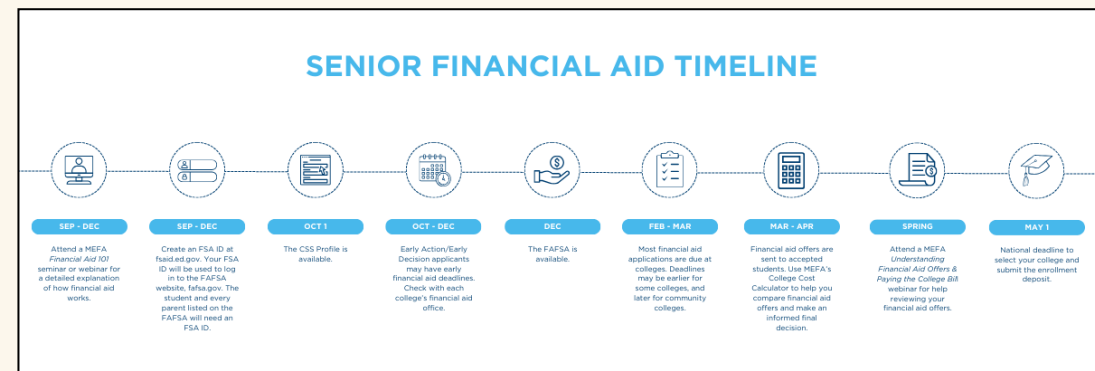 SENIOR FINANCIAL AID TIMELINE
SEP - DEC
Attend a MEFA
Financial Aid 101
seminar or webinar for
a detailed explanation
of how financial aid
works.
SEP - DEC
Create an FSA ID at
fsaid.ed.gov. Your FSA
ID will be used to log
in to the FAFSA
website, fafsa.gov. The
student and every
parent listed on the
FAFSA will need an
FSA ID.
OCT 1
The CSS Profile is
available.
OCT - DEC
Early Action/Early
Decision applicants
may have early
financial aid deadlines.
Check with each
college's financial aid
office.
DEC
The FAFSA is
available.
FEB - MAR
Most financial aid
applications are due at
colleges. Deadlines
may be earlier for
some colleges, and
later for community
colleges.
MAR - APR
Financial aid offers are
sent to accepted
students. Use MEFA's
College Cost
Calculator to help you
compare financial aid
offers and make an
informed final
decision.
SPRING
Attend a MEFA
Understanding
Financial Aid Offers &
Paying the College Bill
webinar for help
reviewing your
financial aid offers.
MAY 1
National deadline to
select your college and
submit the enrollment
deposit.